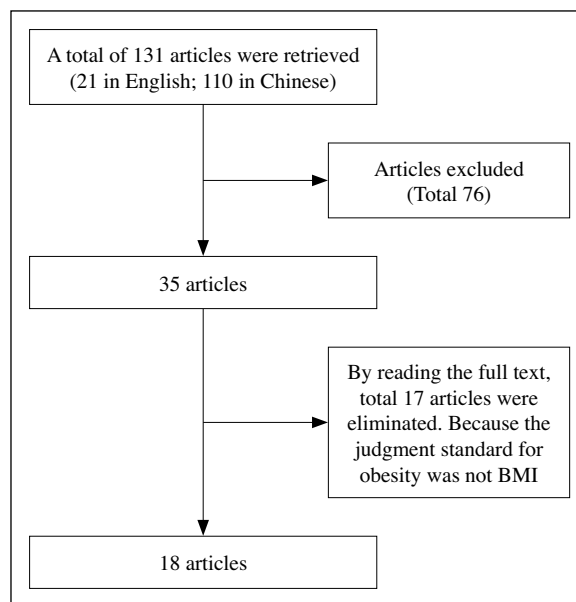 A total of 131 articles were retrieved
(21 in English; 110 in Chinese)
Articles excluded
(Total 76)
35 articles
By reading the full text,
total 17 articles were
eliminated. Because the
judgment standard for
obesity was not BMI
18 articles